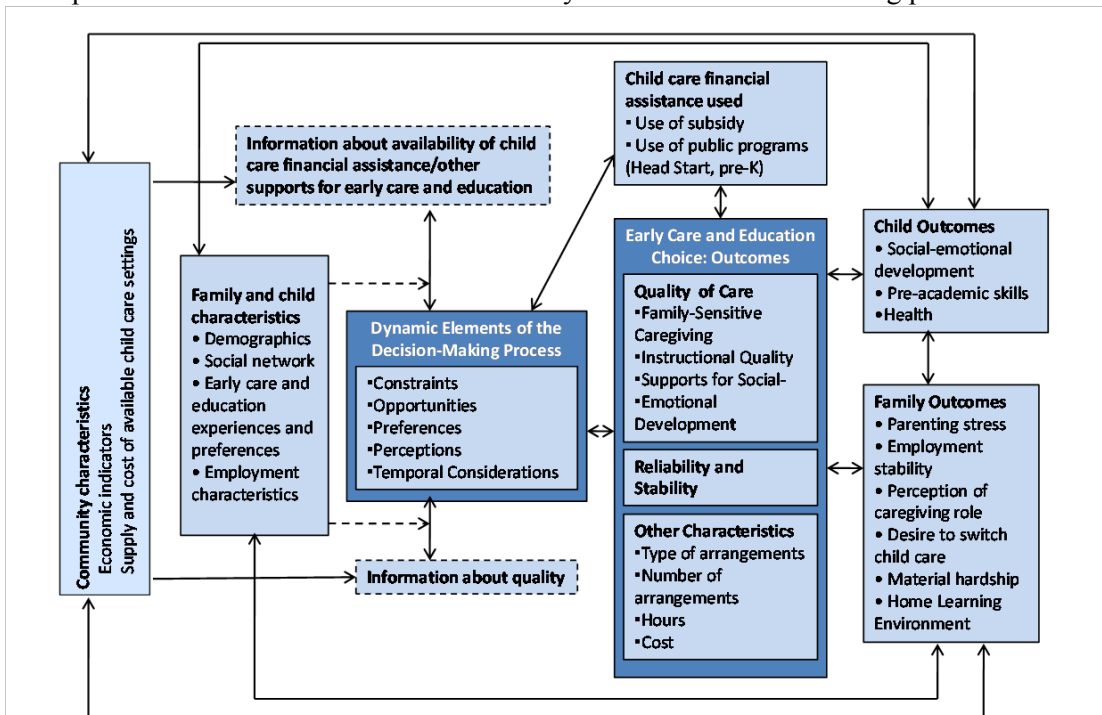 Child care financial
assistance used
▪ Use of subsidy
▪ Use of public programs
(Head Start, pre-K)
Information about availability of child
care financial assistance/other
supports for early care and education
Community characteristics
Economic indicators
Supply and cost of available child care settings
Family and child
characteristics
• Demographics
• Social network
• Early care and
education
experiences and
preferences
• Employment
characteristics
Dynamic Elements of the
Decision-Making Process
▪Constraints
▪Opportunities
▪Preferences
▪Perceptions
▪Temporal Considerations
Information about quality
Early Care and Education
Choice: Outcomes
Quality of Care
▪Family-Sensitive
Caregiving
▪Instructional Quality
▪Supports for Social-
▪Emotional
Development
Reliability and
Stability
Other Characteristics
▪Type of arrangements
▪Number of
arrangements
▪Hours
▪Cost
Child Outcomes
• Social-emotional
development
• Pre-academic skills
•Health
Family Outcomes
• Parenting stress
• Employment
stability
• Perception of
caregiving role
• Desire to switch
child care
• Material hardship
• Home Learning
Environment